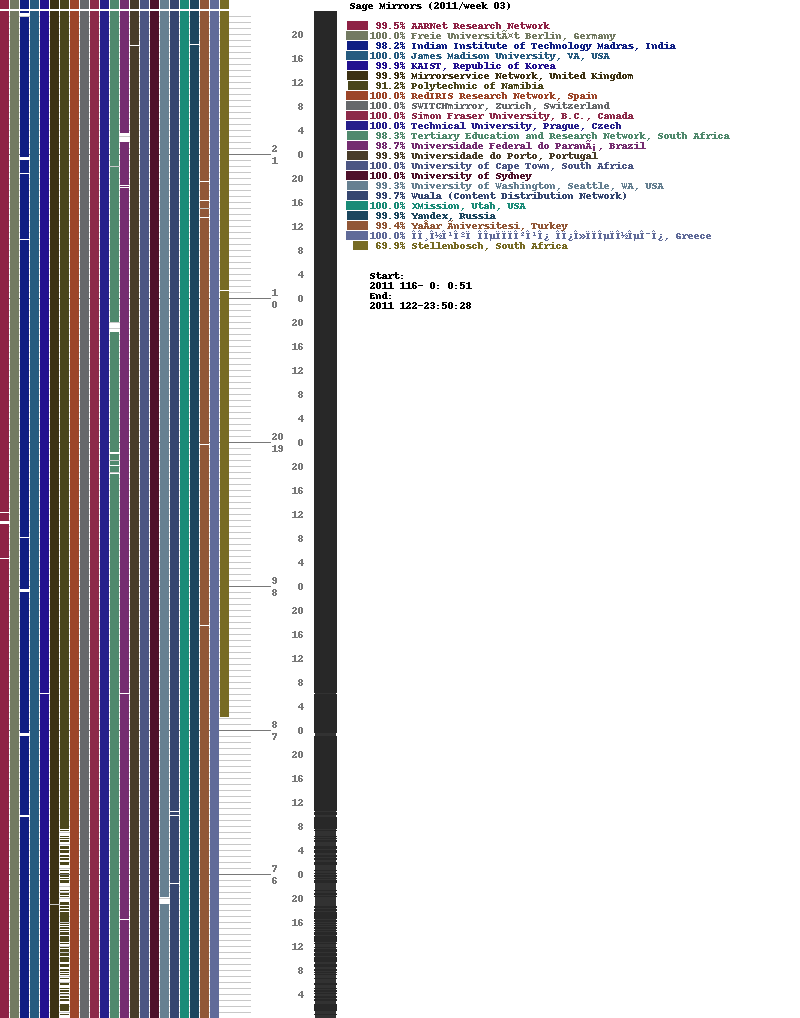 Sage Mirrors (2011/week 03)
99.5% AARNet Research Network
100.0% Freie UniversitÃ¤t Berlin, Germany
98.2% Indian Institute of Technology Madras, India
100.0% James Madison University, VA, USA
99.9% KAIST, Republic of Korea
99.9% Mirrorservice Network, United Kingdom
91.2% Polytechnic of Namibia
100.0% RedIRIS Research Network, Spain
100.0% SWITCHmirror, Zurich, Switzerland
100.0% Simon Fraser University, B.C., Canada
100.0% Technical University, Prague, Czech
98.3% Tertiary Education and Research Network, South Africa
98.7% Universidade Federal do ParanÃ¡, Brazil
99.9% Universidade do Porto, Portugal
100.0% University of Cape Town, South Africa
100.0% University of Sydney
99.3% University of Washington, Seattle, WA, USA
99.7% Wuala (Content Distribution Network)
100.0% XMission, Utah, USA
99.9% Yandex, Russia
99.4% YaÅar Ãniversitesi, Turkey
100.0% , Greece
69.9% Stellenbosch, South Africa
Start:
2011 116- 0: 0:51
End:
2011 122-23:50:28
20
16
12
8
4
2
0
1
20
16
12
8
4
1
0
0
20
16
12
8
4
20
0
19
20
16
12
8
4
9
0
8
20
16
12
8
4
8
0
7
20
16
12
8
4
7
0
6
20
16
12
8
4